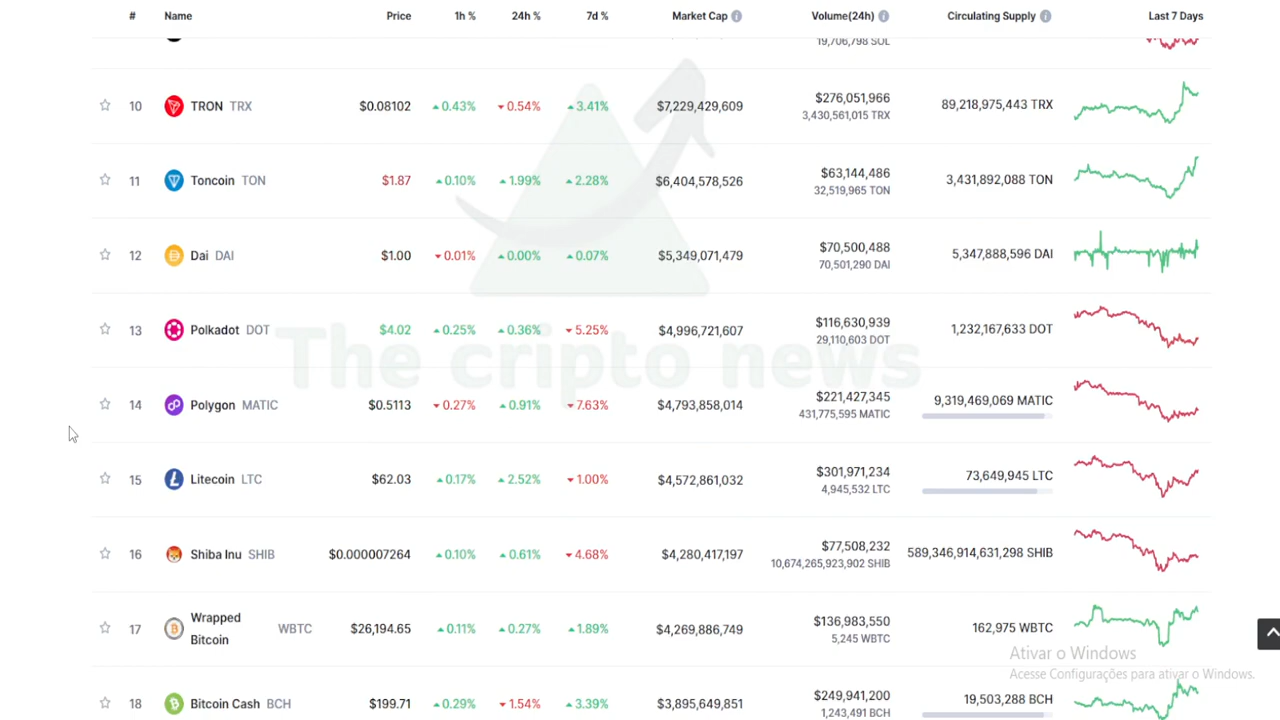 # Name Price 1h % 24h % 7d % Market Cap Volume(24h) Circulating Supply Last 7 Days
19,706,798 SOL
10 TRON TRX $0.08102 0.43% 0.54% 3.41% $7,229,429,609 $276,051,966 89,218,975,443 TRX
3,430,561,015 TRX
11 Toncoin TON $1.87 0.10% 1.99% 2.28% $6,404,578,526 $63,144,486 3,431,892,088 TON
32,519,965 TON
12 Dai DAI $1.00 0.01% 0.00% 0.07% $5,349,071,479 $70,500,488 5,347,888,596 DAI
70,501,290 DAI
13 Polkadot DOT $4.02 0.25% 0.36% 5.25% $4,996,721,607 $116,630,939 1,232,167,633 DOT
29,110,603 DOT
The cripto news
14 Polygon MATIC $0.5113 0.27% 0.91% 7.63% $4,793,858,014 $221,427,345 9,319,469,069 MATIC
431,775,595 MATIC
15 Litecoin LTC $62.03 0.17% 2.52% 1.00% $4,572,861,032 $301,971,234 73,649,945 LTC
4,945,532 LTC
16 Shiba Inu SHIB $0.000007264 0.10% 0.61% 4.68% $4,280,417,197 $77,508,232 589,346,914,631,298 SHIB
10,674,265,923,902 SHIB
17 Wrapped Bitcoin WBTC $26,194.65 0.11% 0.27% 1.89% $4,269,886,749 $136,983,550 162,975 WBTC
5,245 WBTC
Ativar o Windows
Acesse Configurações para ativar o Windows.
18 Bitcoin Cash BCH $199.71 0.29% 1.54% 3.39% $3,895,649,851 $249,941,200 19,503,288 BCH
1,243,491 BCH